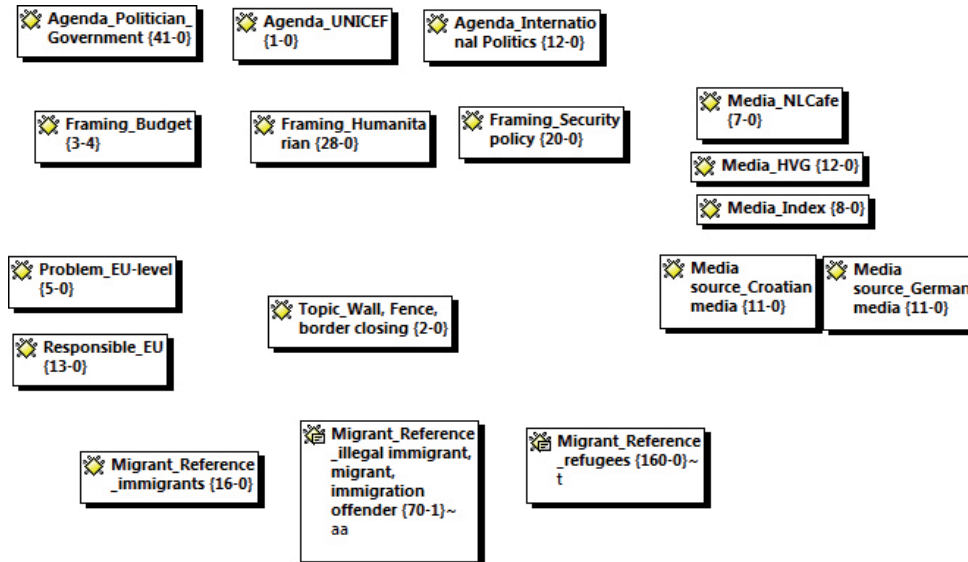 Agenda_Politician_
Government {41-0}
Agenda_UNICEF
{1-0}
Agenda_Internatio
nal Politics {12-0}
Framing_Budget
{3-4}
Framing_Humanita
rian {28-0}
Framing_Security
policy {20-0}
Media_NLCafe
{7-0}
Media_HVG {12-0}
Media_Index {8-0}
Problem_EU-level
{5-0}
Topic_Wall, Fence,
border closing {2-0}
Media
source_Croatian
media {11-0}
Media
source_German
media {11-0}
Responsible_EU
{13-0}
Migrant_Reference
_immigrants {16-0}
Migrant_Reference
_illegal immigrant,
migrant,
immigration
offender {70-1}~
aa
Migrant_Reference
_refugees {160-0}~
t